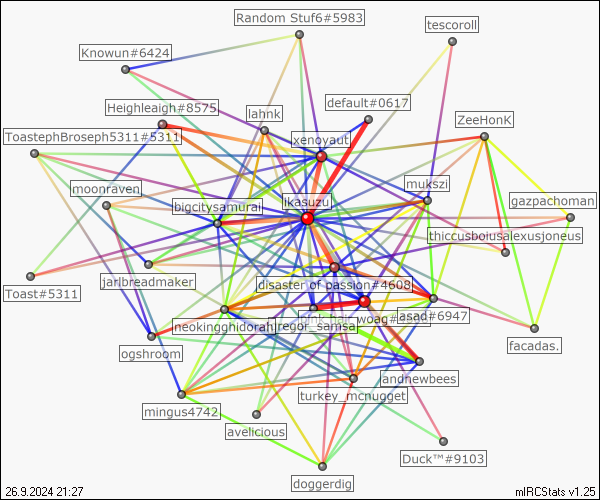 Random Stuf6#5983
tescoroll
Knowun#6424
Heighleigh#8575
lahnk
default#0617
ZeeHonK
ToastephBroseph5311#5311
xenoyaut
moonraven
mukszi
likasuzu
bigcitysamurai
gazpachoman
thiccusboiusalexusjoneus
jarlbreadmaker
Toast#5311
disaster of passion#4608
woag#
asad#6947
neokingghidorah
gregor_samsa
ogshroom
facadas.
andnewbees
turkey_mcnugget
mingus4742
avelicious
Duck™#9103
doggerdig
26.9.2024 21:27
mIRCStats v1.25